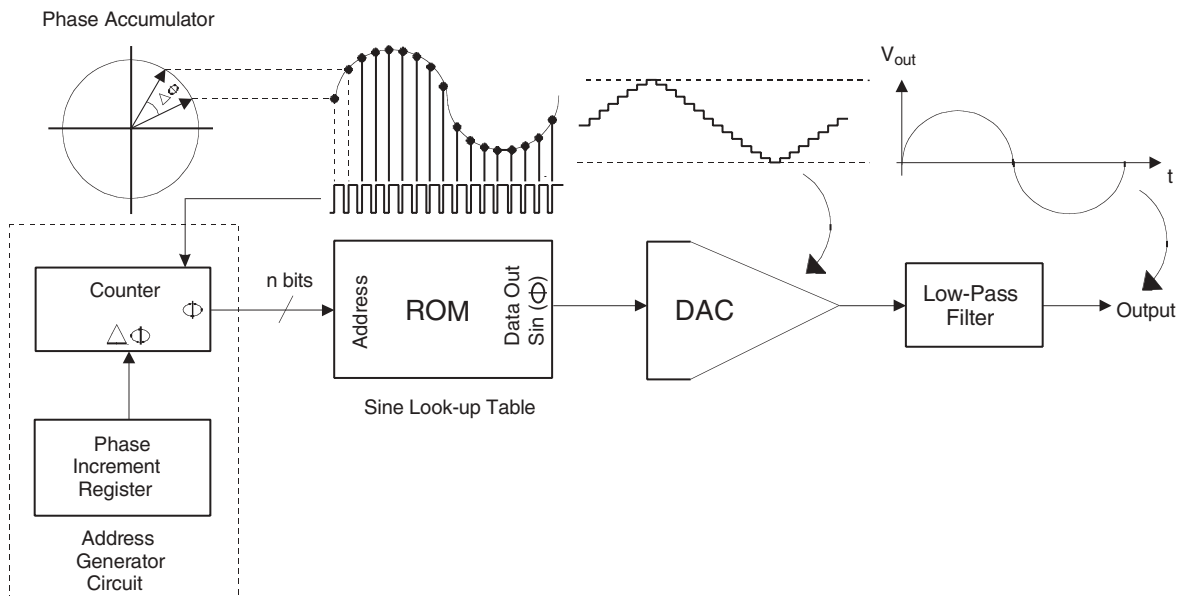 Phase Accumulator
ΔΦ
V out
t
Counter
Φ
ΔΦ
n bits
Address
ROM
Data Out
Sin (Φ)
DAC
Low-Pass
Filter
Output
Sine Look-up Table
Phase
Increment
Register
Address
Generator
Circuit